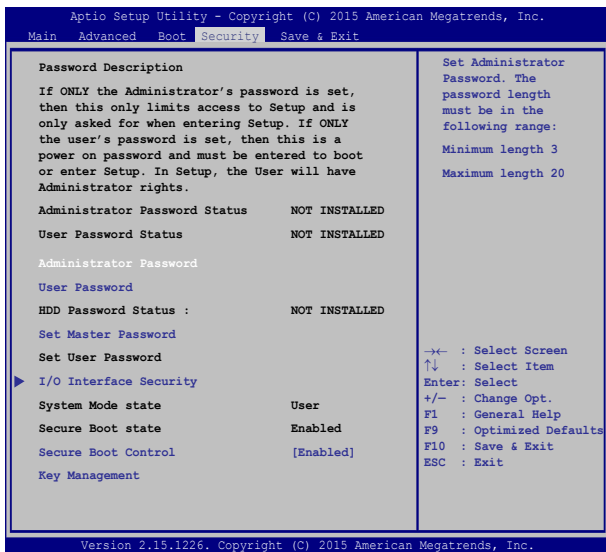 Aptio Setup Utility - Copyright (C) 2015 American Megatrends, Inc.
Main Advanced Boot Security Save & Exit
Password Description
If ONLY the Administrator's password is set,
then this only limits access to Setup and is
only asked for when entering Setup. If ONLY
the user's password is set, then this is a
power on password and must be entered to boot
or enter Setup. In Setup, the User will have
Administrator rights.
Administrator Password Status NOT INSTALLED
User Password Status NOT INSTALLED
Administrator Password
User Password
HDD Password Status : NOT INSTALLED
Set Master Password
Set User Password
I/O Interface Security
System Mode state User
Secure Boot state Enabled
Secure Boot Control [Enabled]
Key Management
Set Administrator
Password. The
password length
must be in the
following range:
Minimum length 3
Maximum length 20
→← : Select Screen
↑↓ : Select Item
Enter: Select
+/— : Change Opt.
F1 : General Help
F9 : Optimized Defaults
F10 : Save & Exit
ESC : Exit
Version 2.15.1226. Copyright (C) 2015 American Megatrends, Inc.